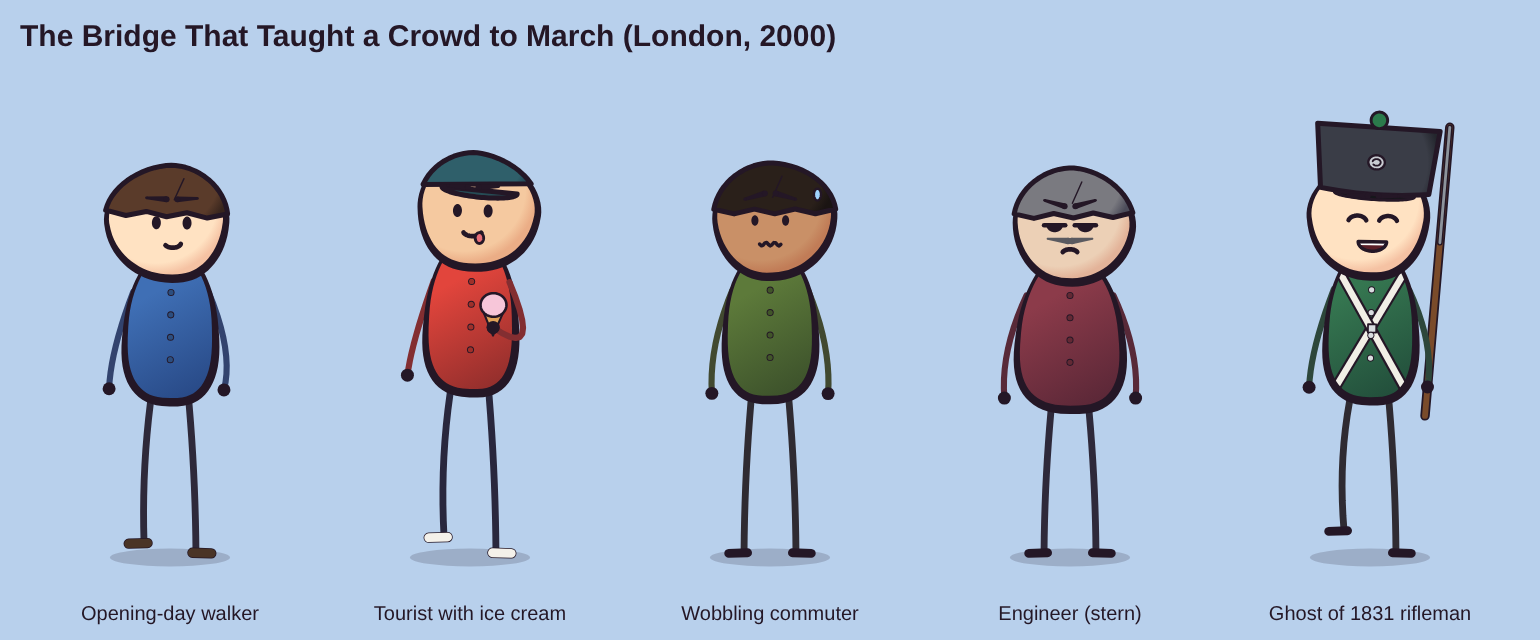 The Bridge That Taught a Crowd to March (London, 2000)
Opening-day walker
Tourist with ice cream
Wobbling commuter
Engineer (stern)
Ghost of 1831 rifleman